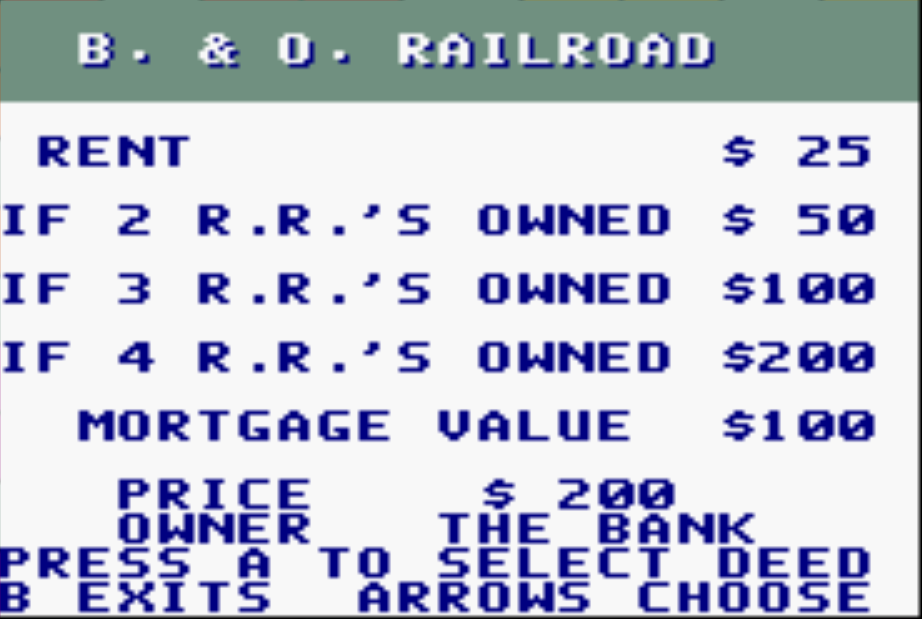 B. & O. RAILROAD
RENT $ 25
IF 2 R.R.'S OWNED $ 50
IF 3 R.R.'S OWNED $100
IF 4 R.R.'S OWNED $200
MORTGAGE VALUE $100
PRICE $ 200
OWNER THE BANK
PRESS A TO SELECT DEED
B EXITS ARROWS CHOOSE